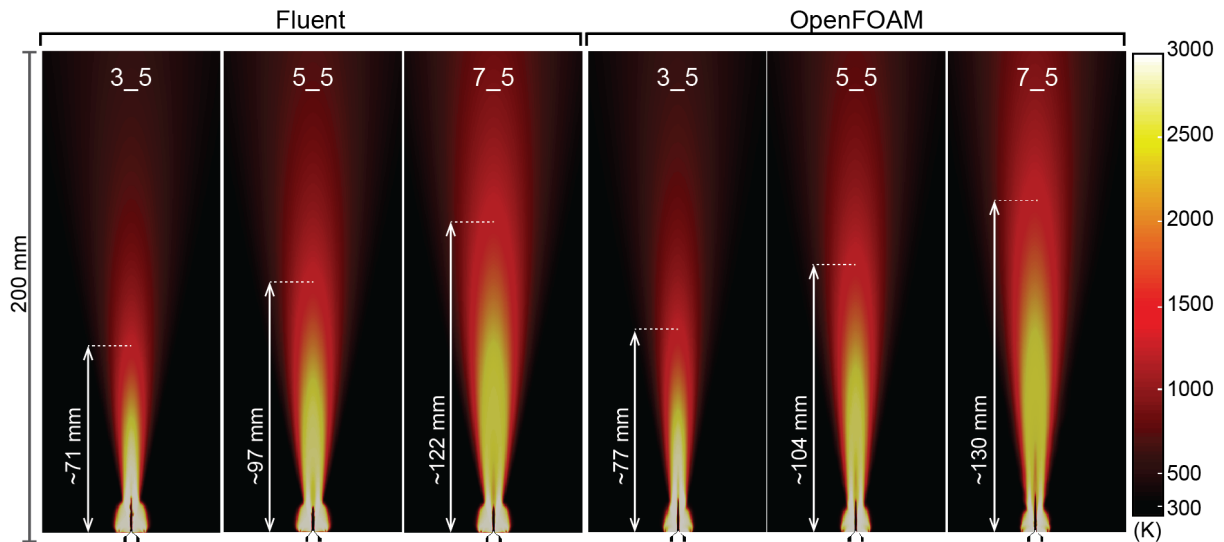 Fluent
OpenFOAM
3_5
5_5
7_5
3_5
5_5
7_5
200 mm
~71 mm
~97 mm
~122 mm
~77 mm
~104 mm
~130 mm
3000
2500
2000
1500
1000
500
300
(K)